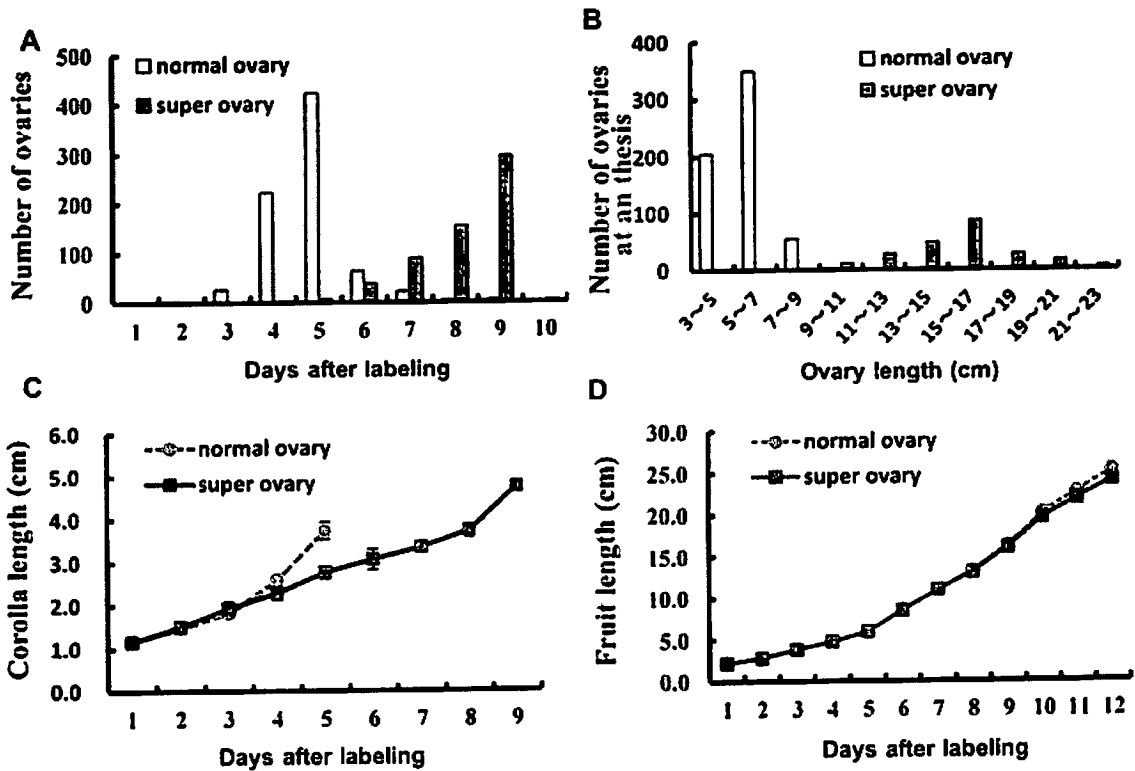 A
500
400
300
200
100
0
Number of ovaries
normal ovary
super ovary
1 2 3 4 5 6 7 8 9 10
Days after labeling
B
400
300
200
100
0
Number of ovaries
at an thesis
normal ovary
super ovary
3~5 5~7 7~9 9~11 11~13 13~15 15~17 17~19 19~21 21~23
Ovary length (cm)
C
6.0
5.0
4.0
3.0
2.0
1.0
0.0
Corolla length (cm)
normal ovary
super ovary
1 2 3 4 5 6 7 8 9
Days after labeling
D
30.0
25.0
20.0
15.0
10.0
5.0
0.0
Fruit length (cm)
normal ovary
super ovary
1 2 3 4 5 6 7 8 9 10 11 12
Days after labeling